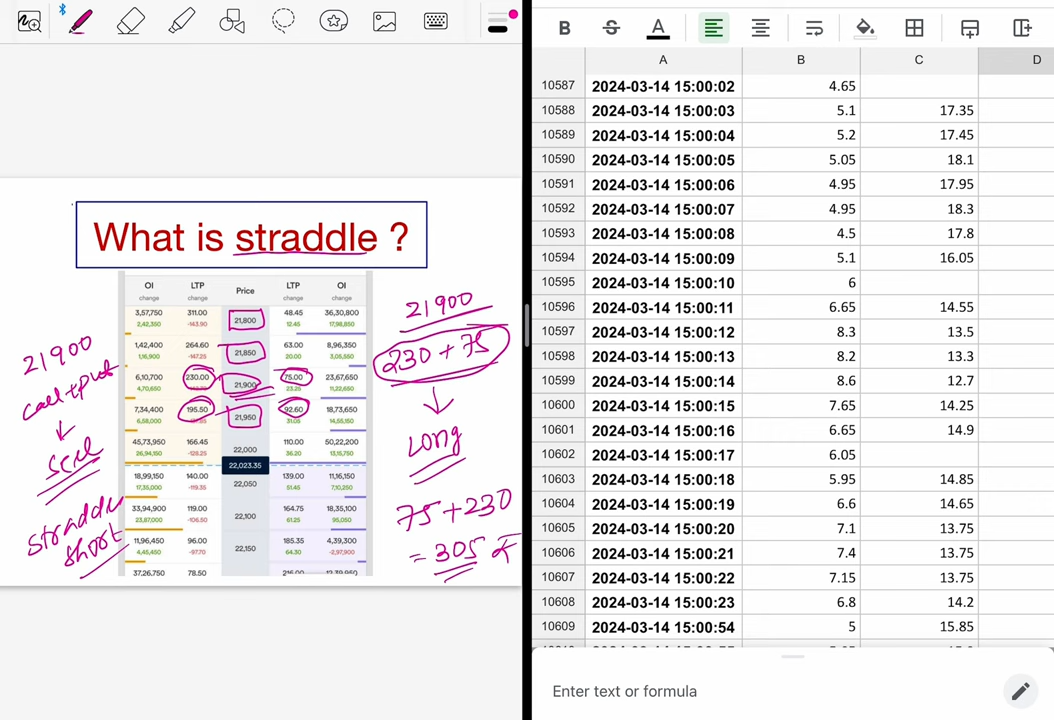 What is straddle ?
OI LTP Price LTP OI
change change change change
3,57,750 311.00 21,800 48.45 36,30,800
2,42,350 -143.90 12.45 17,98,850
1,42,400 264.60 21,850 63.00 8,96,350
1,16,900 -147.25 20.00 3,05,550
6,10,700 230.00 21,900 75.00 23,67,650
4,70,650 23.25 11,22,650
7,34,400 195.50 21,950 92.60 18,73,650
6,58,000 31.05 14,55,150
45,73,950 166.45 22,000 110.00 50,22,200
26,94,150 -128.25 36.20 13,16,750
22,023.35
18,99,150 140.00 22,050 139.00 11,16,150
17,35,000 -119.35 51.45 7,10,250
33,94,900 119.00 22,100 164.75 18,35,100
23,87,000 -106.50 61.25 95,050
11,96,450 96.00 22,150 185.35 4,39,300
4,45,450 -97.70 64.30 -2,97,900
37,26,750 78.50 216.00 12,39,950
21900
call+put
sell
straddle
short
21900
230 + 75
Long
75+230
= 305 ₹
B S A
A B C D
10587 2024-03-14 15:00:02 4.65
10588 2024-03-14 15:00:03 5.1 17.35
10589 2024-03-14 15:00:04 5.2 17.45
10590 2024-03-14 15:00:05 5.05 18.1
10591 2024-03-14 15:00:06 4.95 17.95
10592 2024-03-14 15:00:07 4.95 18.3
10593 2024-03-14 15:00:08 4.5 17.8
10594 2024-03-14 15:00:09 5.1 16.05
10595 2024-03-14 15:00:10 6
10596 2024-03-14 15:00:11 6.65 14.55
10597 2024-03-14 15:00:12 8.3 13.5
10598 2024-03-14 15:00:13 8.2 13.3
10599 2024-03-14 15:00:14 8.6 12.7
10600 2024-03-14 15:00:15 7.65 14.25
10601 2024-03-14 15:00:16 6.65 14.9
10602 2024-03-14 15:00:17 6.05
10603 2024-03-14 15:00:18 5.95 14.85
10604 2024-03-14 15:00:19 6.6 14.65
10605 2024-03-14 15:00:20 7.1 13.75
10606 2024-03-14 15:00:21 7.4 13.75
10607 2024-03-14 15:00:22 7.15 13.75
10608 2024-03-14 15:00:23 6.8 14.2
10609 2024-03-14 15:00:54 5 15.85
Enter text or formula